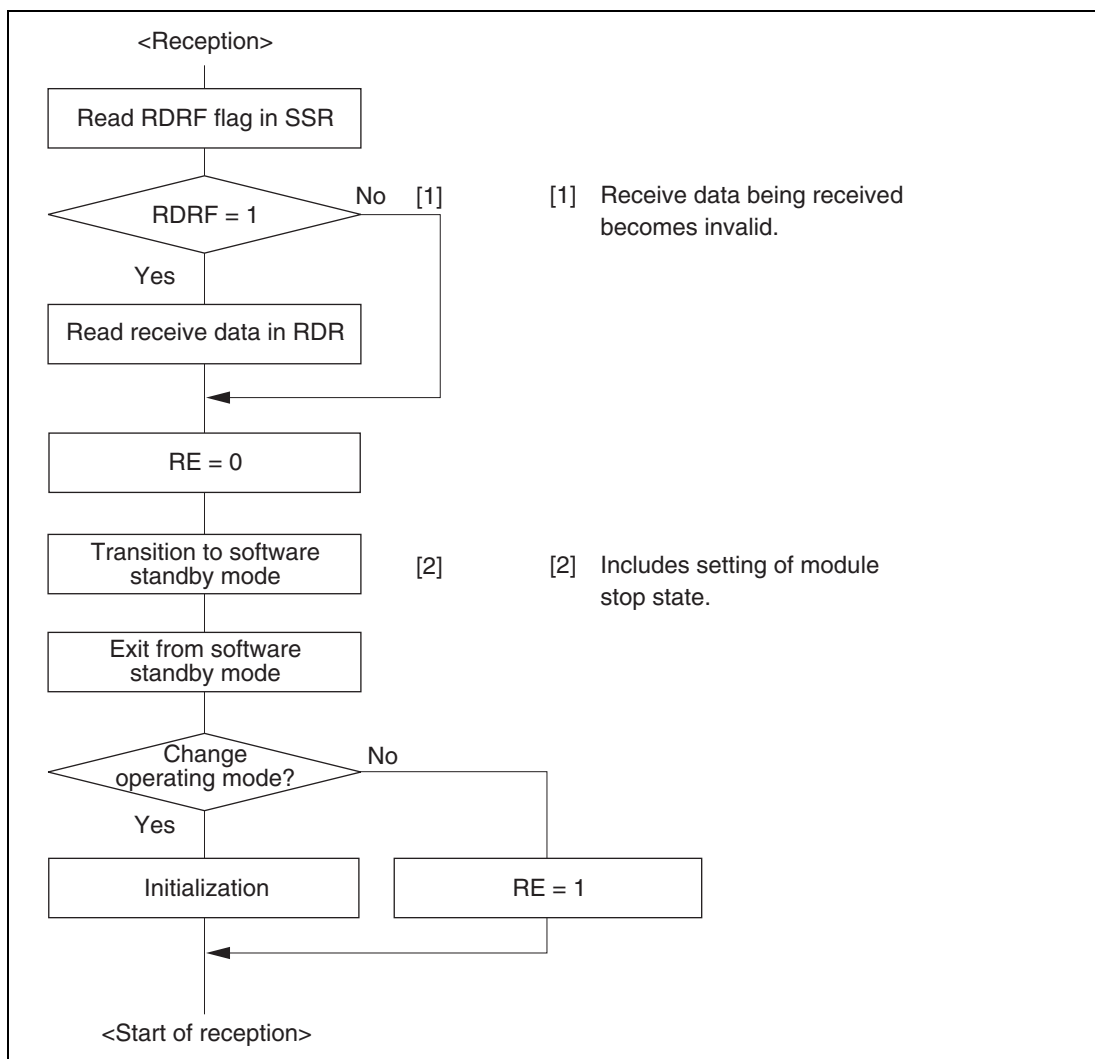 <Reception>
Read RDRF flag in SSR
No [1]
[1] Receive data being received
becomes invalid.
RDRF = 1
Yes
Read receive data in RDR
RE = 0
Transition to software
standby mode
[2]
[2] Includes setting of module
stop state.
Exit from software
standby mode
Change
operating mode?
No
Yes
Initialization
RE = 1
<Start of reception>